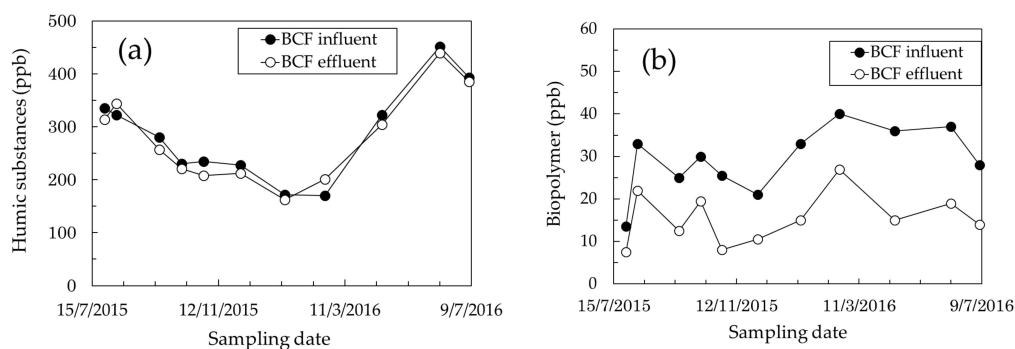 (a)
BCF influent
BCF effluent
Humic substances (ppb)
500
400
300
200
100
0
15/7/2015
12/11/2015
11/3/2016
9/7/2016
Sampling date
(b)
BCF influent
BCF effluent
Biopolymer (ppb)
60
50
40
30
20
10
0
15/7/2015
12/11/2015
11/3/2016
9/7/2016
Sampling date